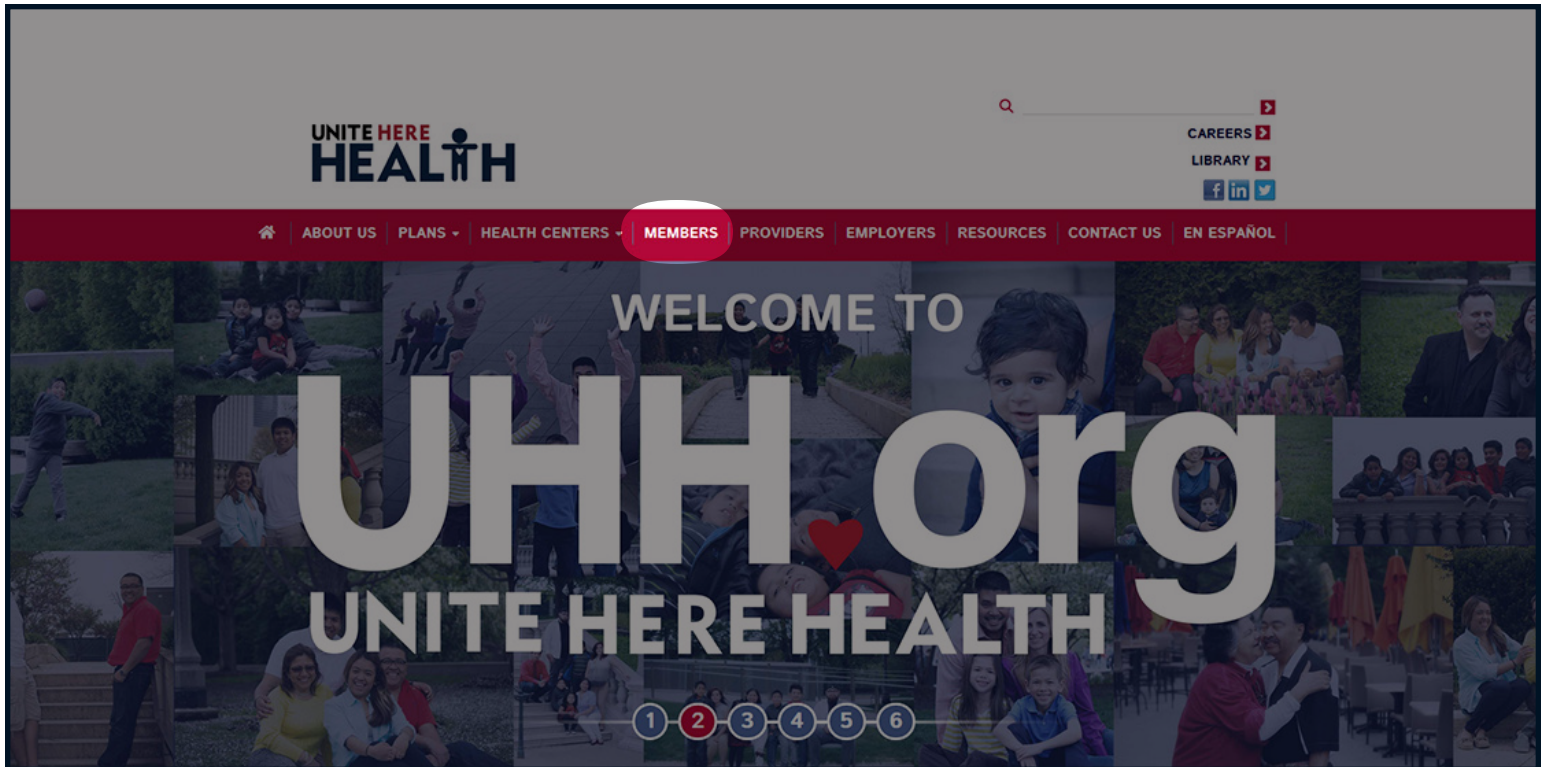 CAREERS
LIBRARY
UNITE HERE
HEALTH
f in
ABOUT US PLANS HEALTH CENTERS MEMBERS PROVIDERS EMPLOYERS RESOURCES CONTACT US EN ESPAÑOL
WELCOME TO
UHH.org
UNITE HERE HEALTH
1 2 3 4 5 6